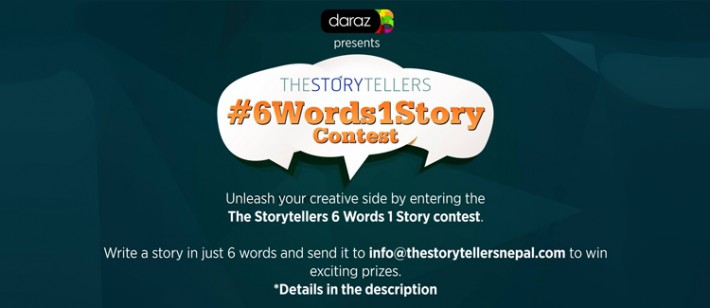 daraz
presents
THESTORYTELLERS
#6Words1Story
Contest
Unleash your creative side by entering the
The Storytellers 6 Words 1 Story contest.
Write a story in just 6 words and send it to info@thestorytellersnepal.com to win
exciting prizes.
*Details in the description